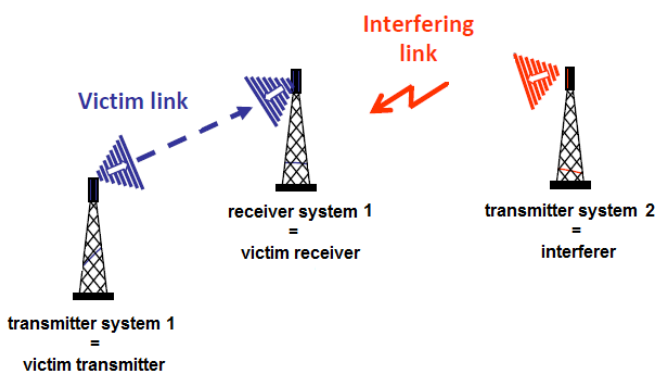 Interfering
link
Victim link
receiver system 1
=
victim receiver
transmitter system 2
=
interferer
transmitter system 1
=
victim transmitter